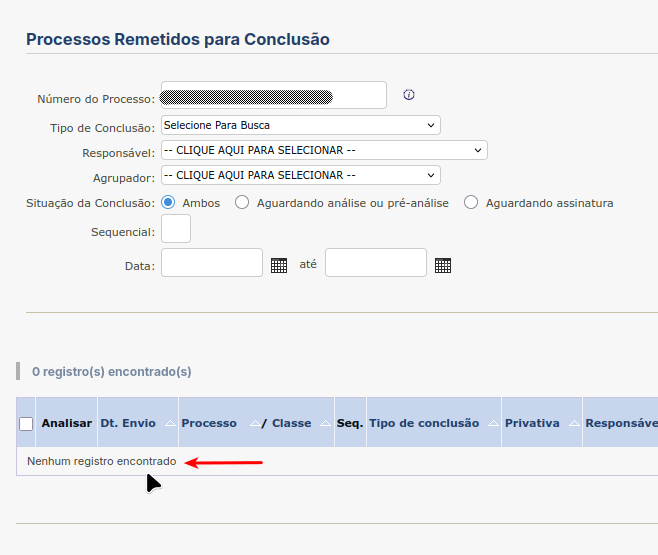 Processos Remetidos para Conclusão
Número do Processo:
Tipo de Conclusão: Selecione Para Busca
Responsável: -- CLIQUE AQUI PARA SELECIONAR --
Agrupador: -- CLIQUE AQUI PARA SELECIONAR --
Situação da Conclusão: Ambos Aguardando análise ou pré-análise Aguardando assinatura
Sequencial:
Data: até
0 registro(s) encontrado(s)
Analisar Dt. Envio Processo / Classe Seq. Tipo de conclusão Privativa Responsáve
Nenhum registro encontrado